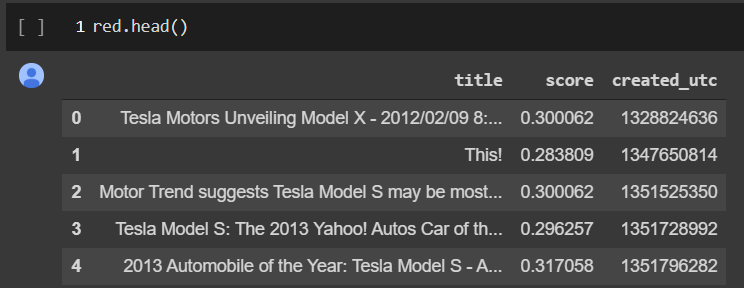 [ ] 1 red.head()
title score created_utc
0 Tesla Motors Unveiling Model X - 2012/02/09 8:... 0.300062 1328824636
1 This! 0.283809 1347650814
2 Motor Trend suggests Tesla Model S may be most... 0.300062 1351525350
3 Tesla Model S: The 2013 Yahoo! Autos Car of th... 0.296257 1351728992
4 2013 Automobile of the Year: Tesla Model S - A... 0.317058 1351796282